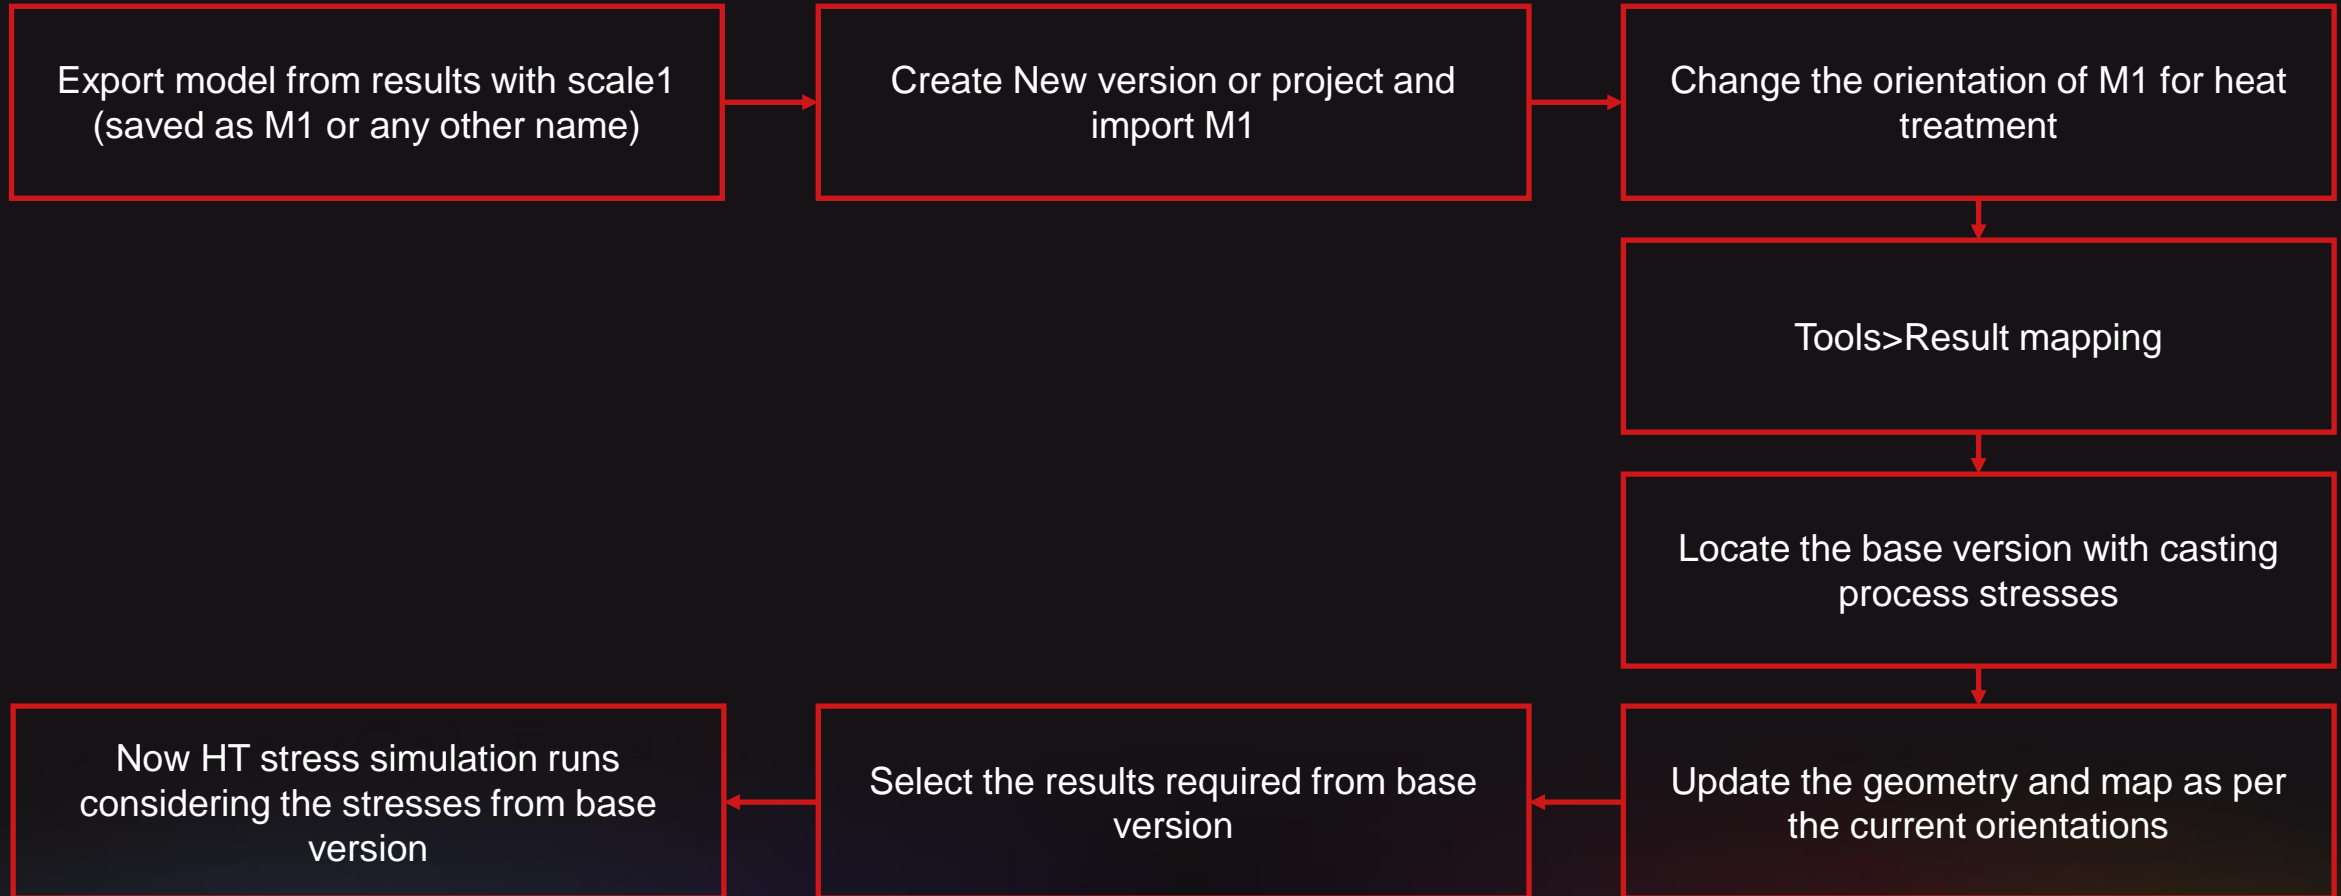 Export model from results with scale1
(saved as M1 or any other name)
Create New version or project and
import M1
Change the orientation of M1 for heat
treatment
Tools>Result mapping
Locate the base version with casting
process stresses
Update the geometry and map as per
the current orientations
Select the results required from base
version
Now HT stress simulation runs
considering the stresses from base
version